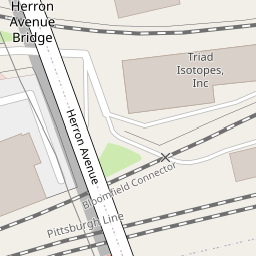 Herron
Avenue
Bridge
Triad
Isotopes,
Inc
Herron Avenue
Bloomfield Connector
Pittsburgh Line